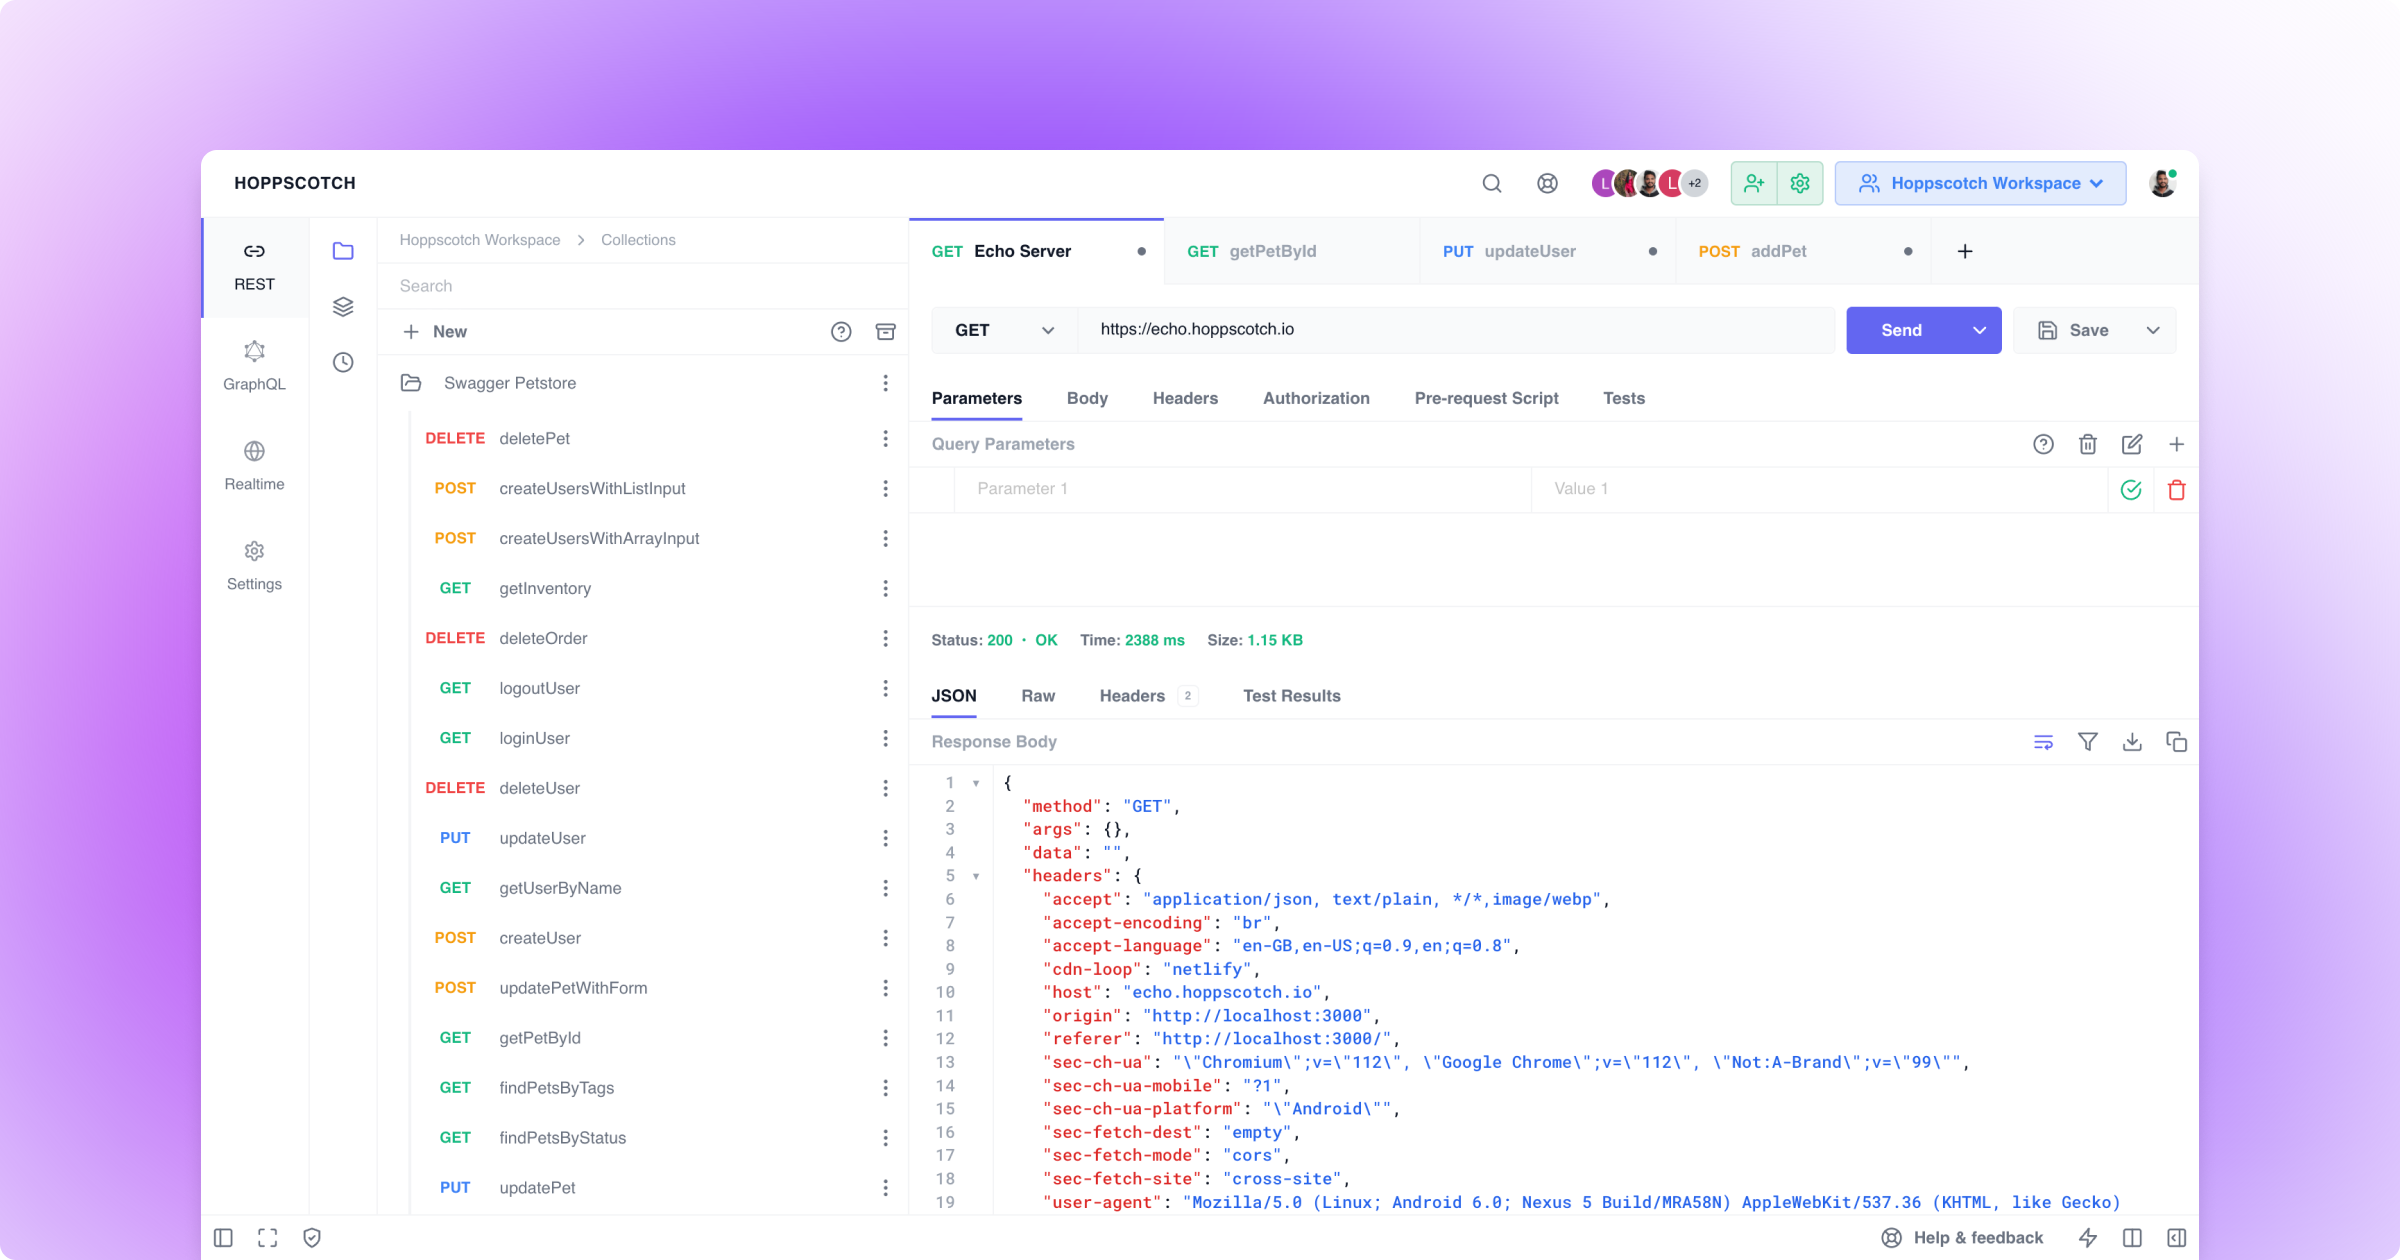 HOPPSCOTCH
L
L
+2
Hoppscotch Workspace
REST
GraphQL
Realtime
Settings
Hoppscotch Workspace > Collections
Search
+ New
Swagger Petstore
DELETE deletePet
POST createUsersWithListInput
POST createUsersWithArrayInput
GET getInventory
DELETE deleteOrder
GET logoutUser
GET loginUser
DELETE deleteUser
PUT updateUser
GET getUserByName
POST createUser
POST updatePetWithForm
GET getPetById
GET findPetsByTags
GET findPetsByStatus
PUT updatePet
GET Echo Server
GET getPetById
PUT updateUser
POST addPet
GET https://echo.hoppscotch.io
Send
Save
Parameters Body Headers Authorization Pre-request Script Tests
Query Parameters
Parameter 1 Value 1
Status: 200 • OK Time: 2388 ms Size: 1.15 KB
JSON Raw Headers 2 Test Results
Response Body
1 {
2 "method": "GET",
3 "args": {},
4 "data": "",
5 "headers": {
6 "accept": "application/json, text/plain, */*,image/webp",
7 "accept-encoding": "br",
8 "accept-language": "en-GB,en-US;q=0.9,en;q=0.8",
9 "cdn-loop": "netlify",
10 "host": "echo.hoppscotch.io",
11 "origin": "http://localhost:3000",
12 "referer": "http://localhost:3000/",
13 "sec-ch-ua": "\"Chromium\";v=\"112\", \"Google Chrome\";v=\"112\", \"Not:A-Brand\";v=\"99\"",
14 "sec-ch-ua-mobile": "?1",
15 "sec-ch-ua-platform": "\"Android\"",
16 "sec-fetch-dest": "empty",
17 "sec-fetch-mode": "cors",
18 "sec-fetch-site": "cross-site",
19 "user-agent": "Mozilla/5.0 (Linux; Android 6.0; Nexus 5 Build/MRA58N) AppleWebKit/537.36 (KHTML, like Gecko)
Help & feedback